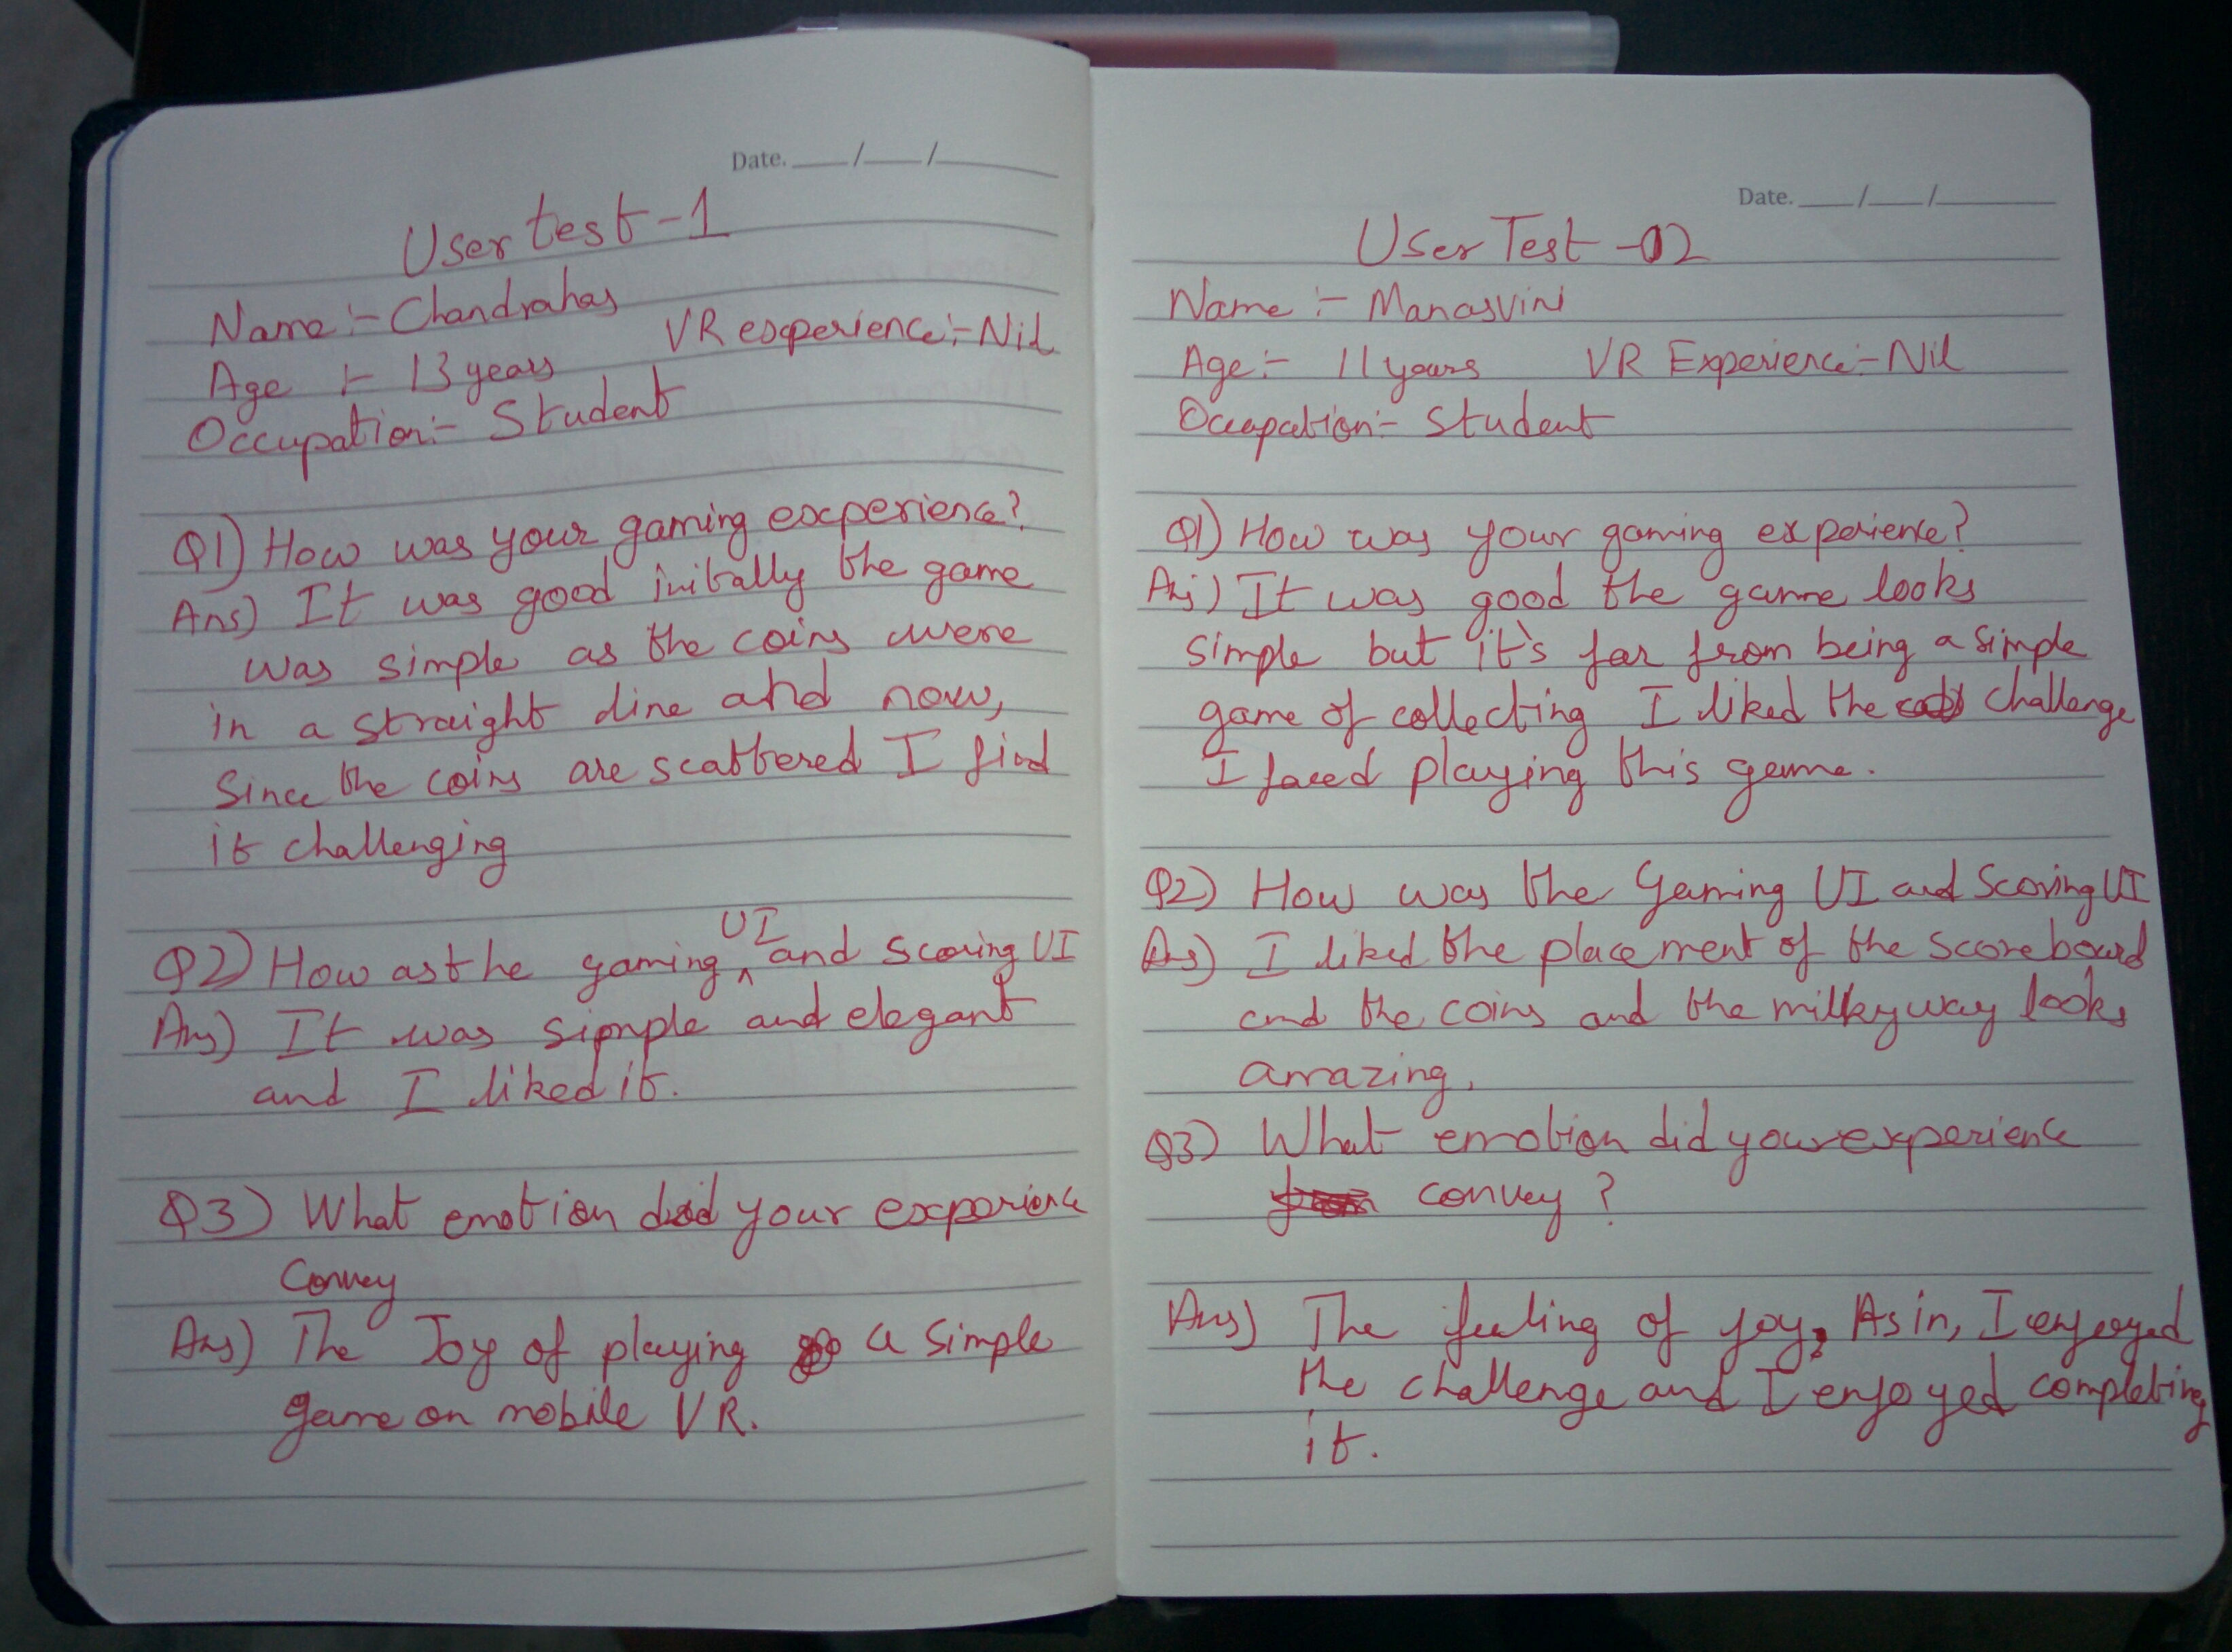 Date. ___/___/_____
User test-1
Name :- Chandrahas
VR experience:- Nil
Age :- 13 years
Occupation:- Student
Q1) How was your gaming experience?
Ans) It was good initally the game
was simple as the coins were
in a straight line and now,
Since the coins are scattered I find
it challenging
Q2) How as the gaming UI and Scoring UI
Ans) It was simple and elegant
and I liked it.
Q3) What emotion did your experience
Convey
Ans) The Joy of playing a simple
game on mobile VR.
Date. ___/___/_____
User Test -02
Name :- Manasvini
Age:- 11 years VR Experience:- Nil
Occupation:- Student
Q1) How was your gaming experience?
Ans) It was good the game looks
simple but it's far from being a simple
game of collecting I liked the challenge
I faced playing this game.
Q2) How was the Gaming UI and Scoring UI
Ans) I liked the placement of the scoreboard
and the coins and the milkyway looks
amazing.
Q3) What emotion did your experience
convey ?
Ans) The feeling of joy, As in, I enjoyed
the challenge and I enjoyed completing
it.